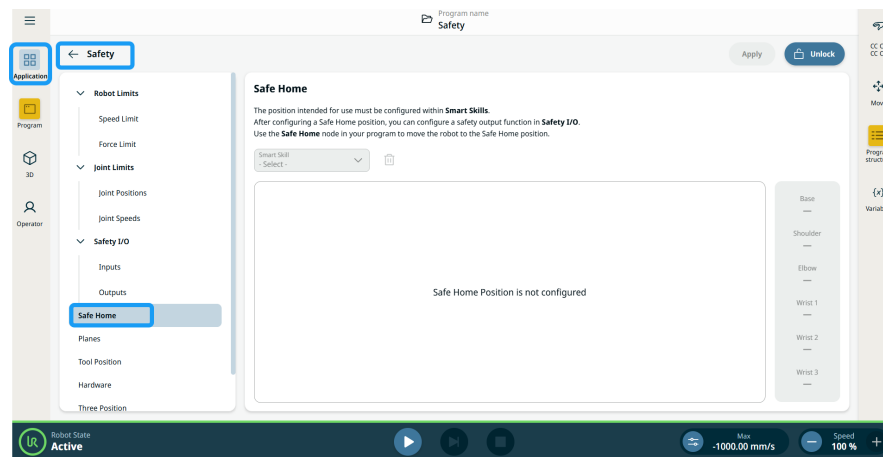 Program name
Safety
Application
Program
3D
Operator
Safety
Apply
Unlock
Robot Limits
Speed Limit
Force Limit
Joint Limits
Joint Positions
Joint Speeds
Safety I/O
Inputs
Outputs
Safe Home
Planes
Tool Position
Hardware
Three Position
Safe Home
The position intended for use must be configured within Smart Skills.
After configuring a Safe Home position, you can configure a safety output function in Safety I/O.
Use the Safe Home node in your program to move the robot to the Safe Home position.
Smart Skill
- Select -
Safe Home Position is not configured
Base
—
Shoulder
—
Elbow
—
Wrist 1
—
Wrist 2
—
Wrist 3
—
{x}
UR
Robot State
Active
Max
-1000.00 mm/s
Speed
100 %